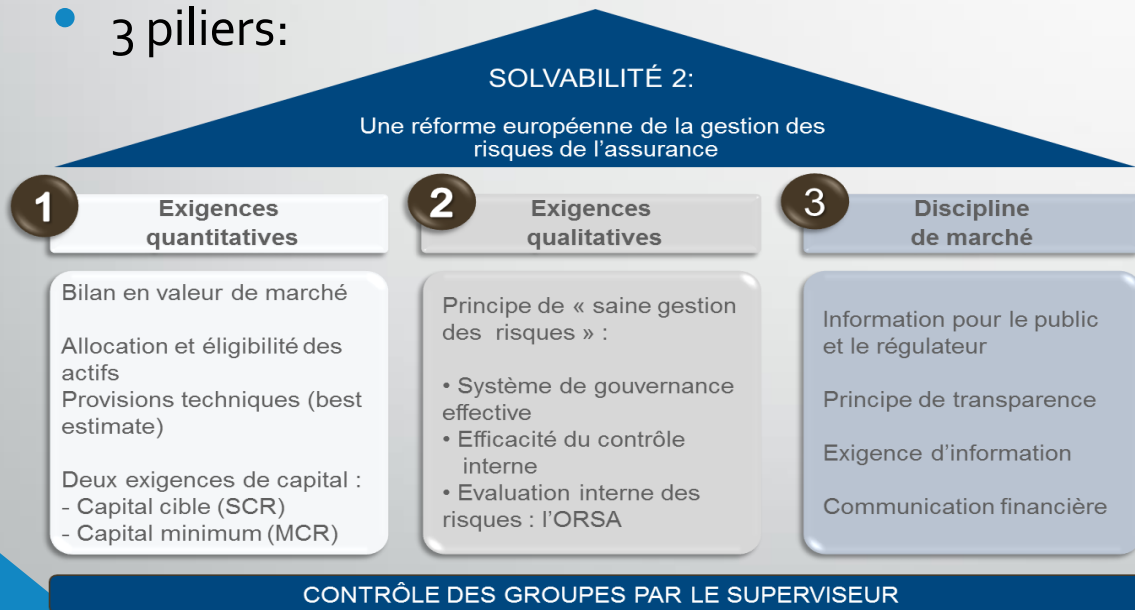 • 3 piliers:
SOLVABILITÉ 2:
Une réforme européenne de la gestion des
risques de l'assurance
1
Exigences
quantitatives
Bilan en valeur de marché
Allocation et éligibilité des
actifs
Provisions techniques (best
estimate)
Deux exigences de capital :
- Capital cible (SCR)
- Capital minimum (MCR)
2
Exigences
qualitatives
Principe de « saine gestion
des risques » :
• Système de gouvernance
effective
• Efficacité du contrôle
interne
• Evaluation interne des
risques : l'ORSA
3
Discipline
de marché
Information pour le public
et le régulateur
Principe de transparence
Exigence d'information
Communication financière
CONTRÔLE DES GROUPES PAR LE SUPERVISEUR